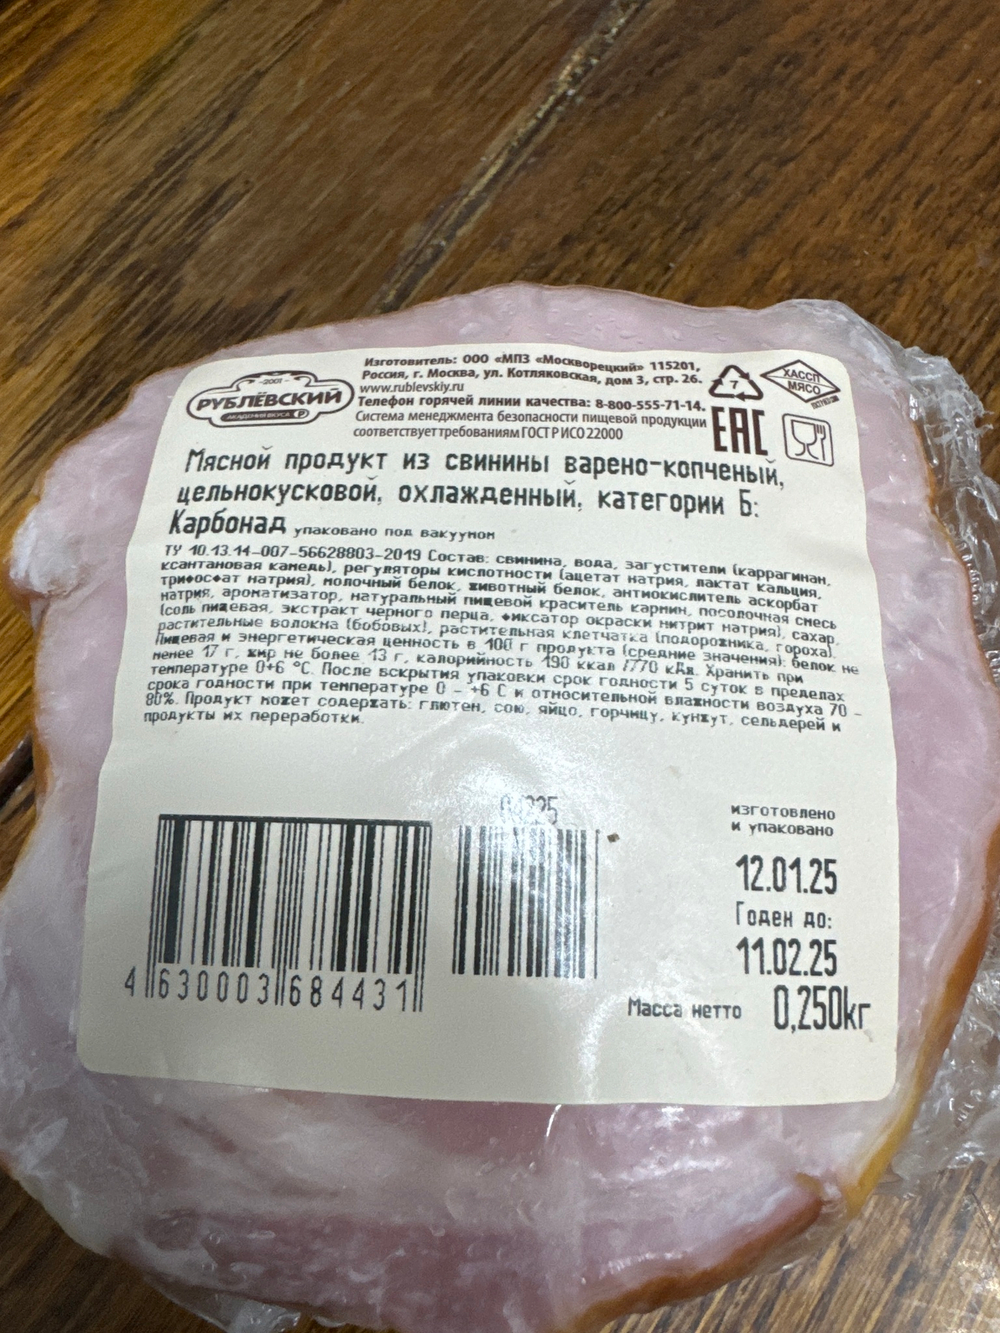 -2001-
РУБЛЁВСКИЙ
АКАДЕМИЯ ВКУСА
Изготовитель: ООО «МПЗ «Москворецкий» 115201,
Россия, г. Москва, ул. Котляковская, дом 3, стр. 26.
www.rublevskiy.ru
Телефон горячей линии качества: 8-800-555-71-14.
Система менеджмента безопасности пищевой продукции
соответствует требованиям ГОСТ Р ИСО 22000
7
ХАССП
МЯСО
ЕАС
Мясной продукт из свинины варено-копченый,
цельнокусковой, охлажденный, категории Б:
Карбонад упаковано под вакуумом
ТУ 10.13.14-007-56628803-2019 Состав: свинина, вода, загустители (каррагинан,
ксантановая камедь), регуляторы кислотности (ацетат натрия, лактат кальция,
трифосфат натрия), молочный белок, животный белок, антиокислитель аскорбат
натрия, ароматизатор, натуральный пищевой краситель кармин, посолочная смесь
(соль пищевая, экстракт черного перца, фиксатор окраски нитрит натрия), сахар,
растительные волокна (бобовых), растительная клетчатка (подорожника, гороха).
Пищевая и энергетическая ценность в 100 г продукта (средние значения): белок не
менее 17 г, жир не более 13 г, калорийность 190 ккал /770 кДж. Хранить при
температуре 0+6 °С. После вскрытия упаковки срок годности 5 суток в пределах
срока годности при температуре 0 - +6 С и относительной влажности воздуха 70 -
80%. Продукт может содержать: глютен, сою, яйцо, горчицу, кунжут, сельдерей и
продукты их переработки.
изготовлено
и упаковано
12.01.25
Годен до:
11.02.25
Масса нетто 0,250kг
4 630003 684431